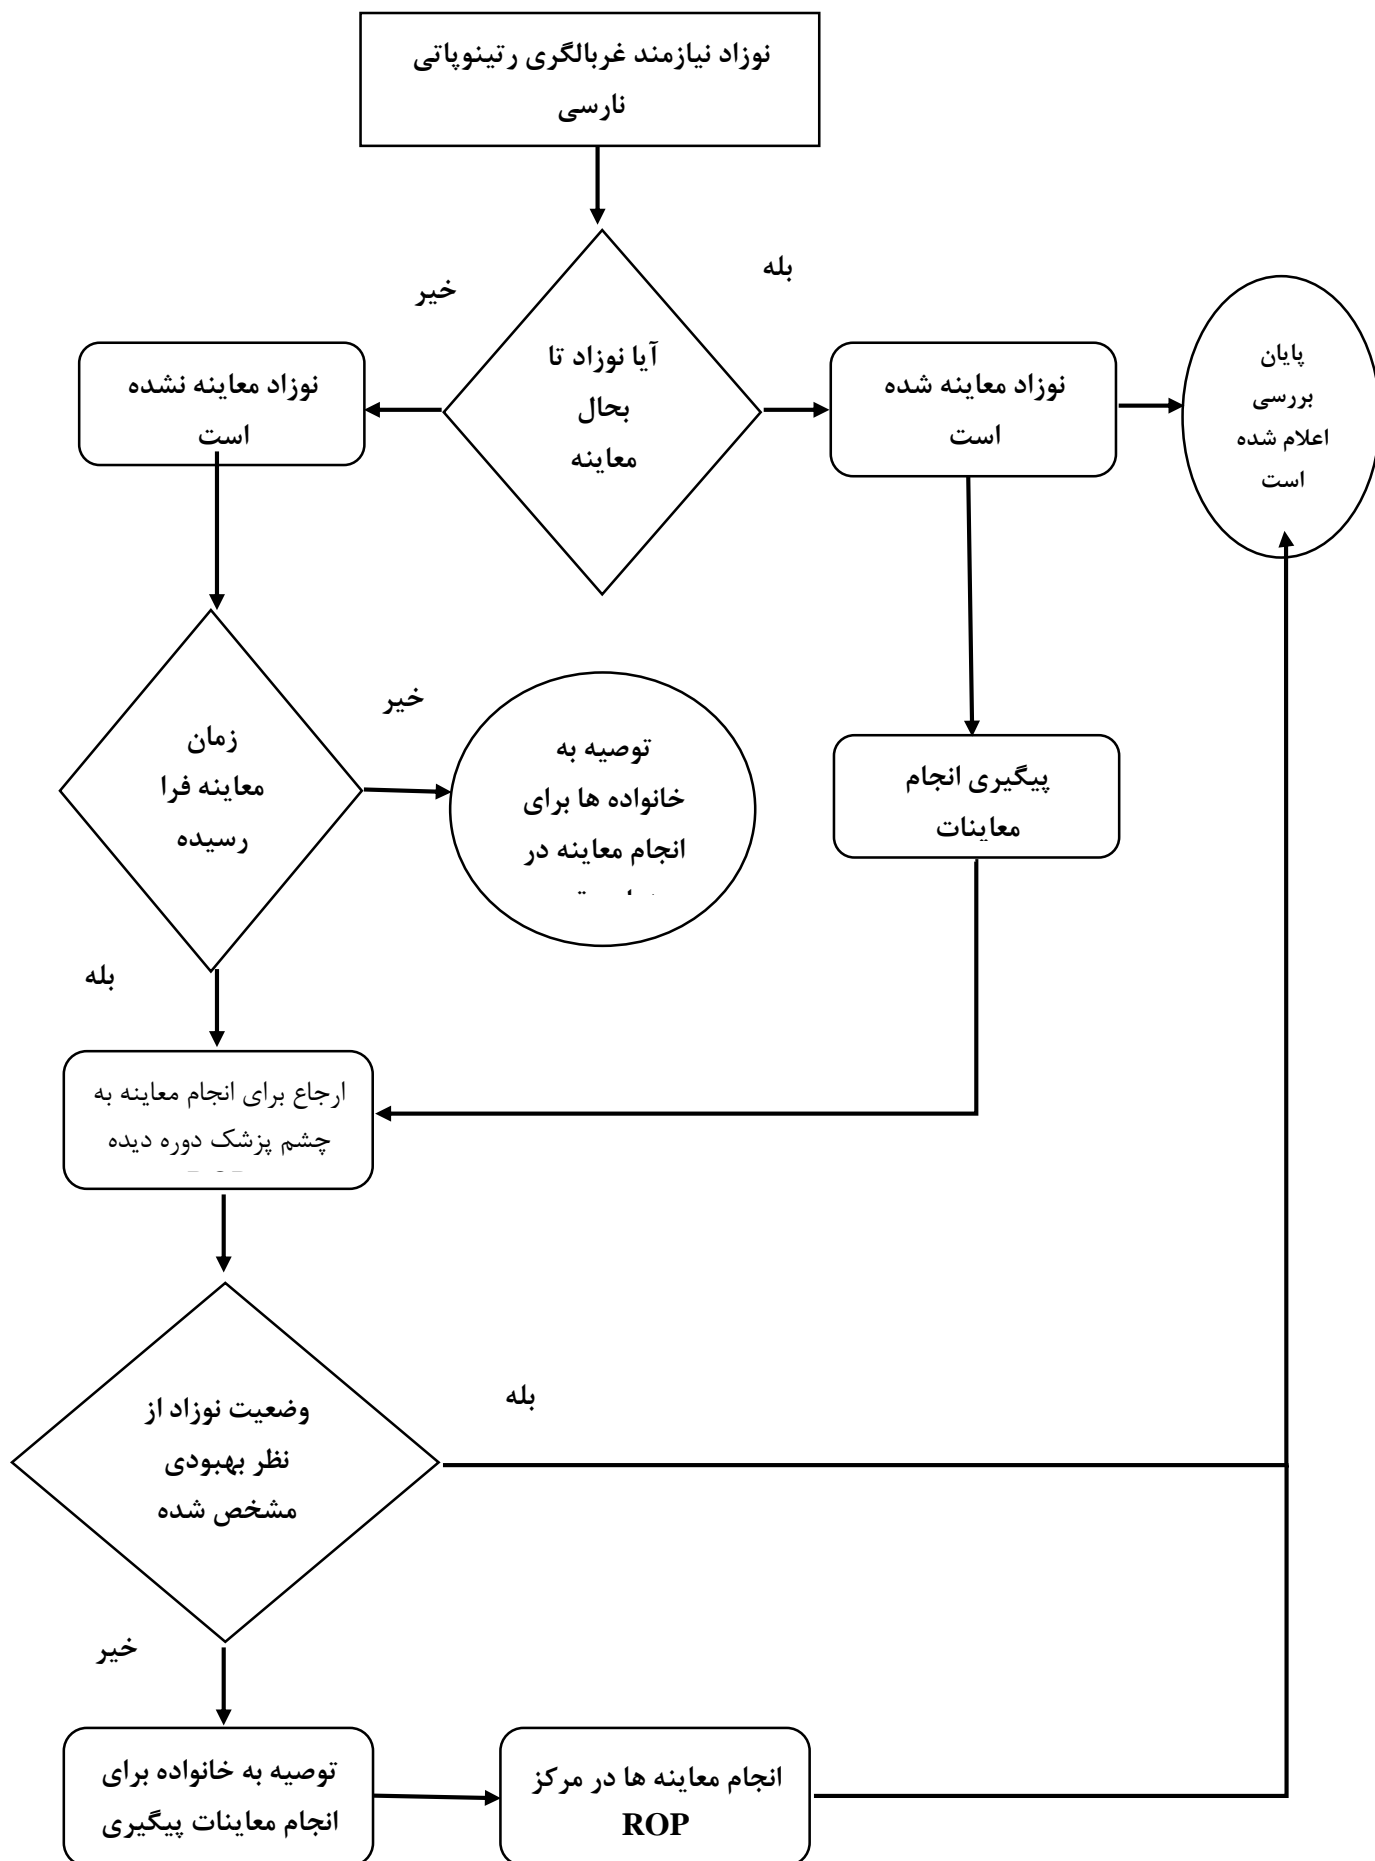 نوزاد نیازمند غربالگری رتینوپاتی
نارسی
بله
خیر
آیا نوزاد تا
بحال
معاینه
نوزاد معاینه شده
است
پایان
بررسی
اعلام شده
است
نوزاد معاینه نشده
است
زمان
معاینه فرا
رسیده
خیر
توصیه به
خانواده ها برای
انجام معاینه در
پیگیری انجام
معاینات
بله
ارجاع برای انجام معاینه به
چشم پزشک دوره دیده
وضعیت نوزاد از
نظر بهبودی
مشخص شده
بله
خیر
توصیه به خانواده برای
انجام معاینات پیگیری
انجام معاینه ها در مرکز
ROP